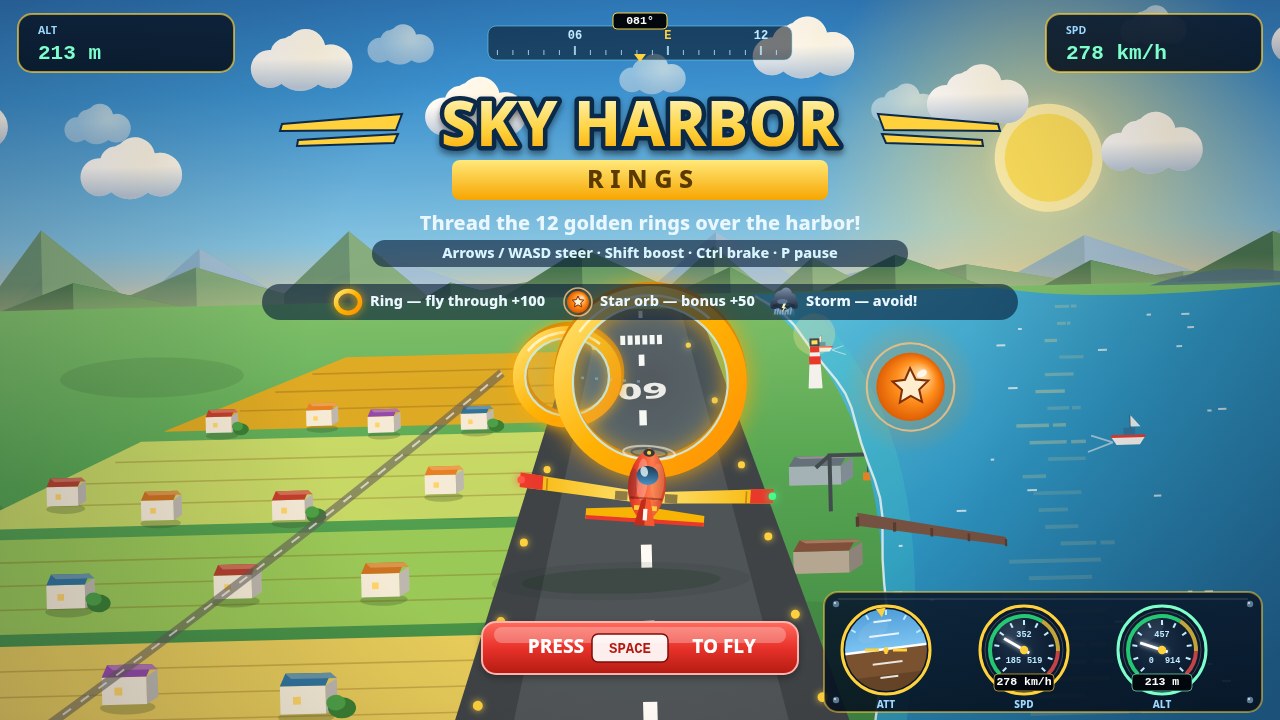 ALT
213 m
081°
06 E 12
SPD
278 km/h
SKY HARBOR
RINGS
Thread the 12 golden rings over the harbor!
Arrows / WASD steer · Shift boost · Ctrl brake · P pause
Ring — fly through +100
Star orb — bonus +50
Storm — avoid!
09
PRESS SPACE TO FLY
352
185 519
278 km/h
457
0 914
213 m
ATT
SPD
ALT